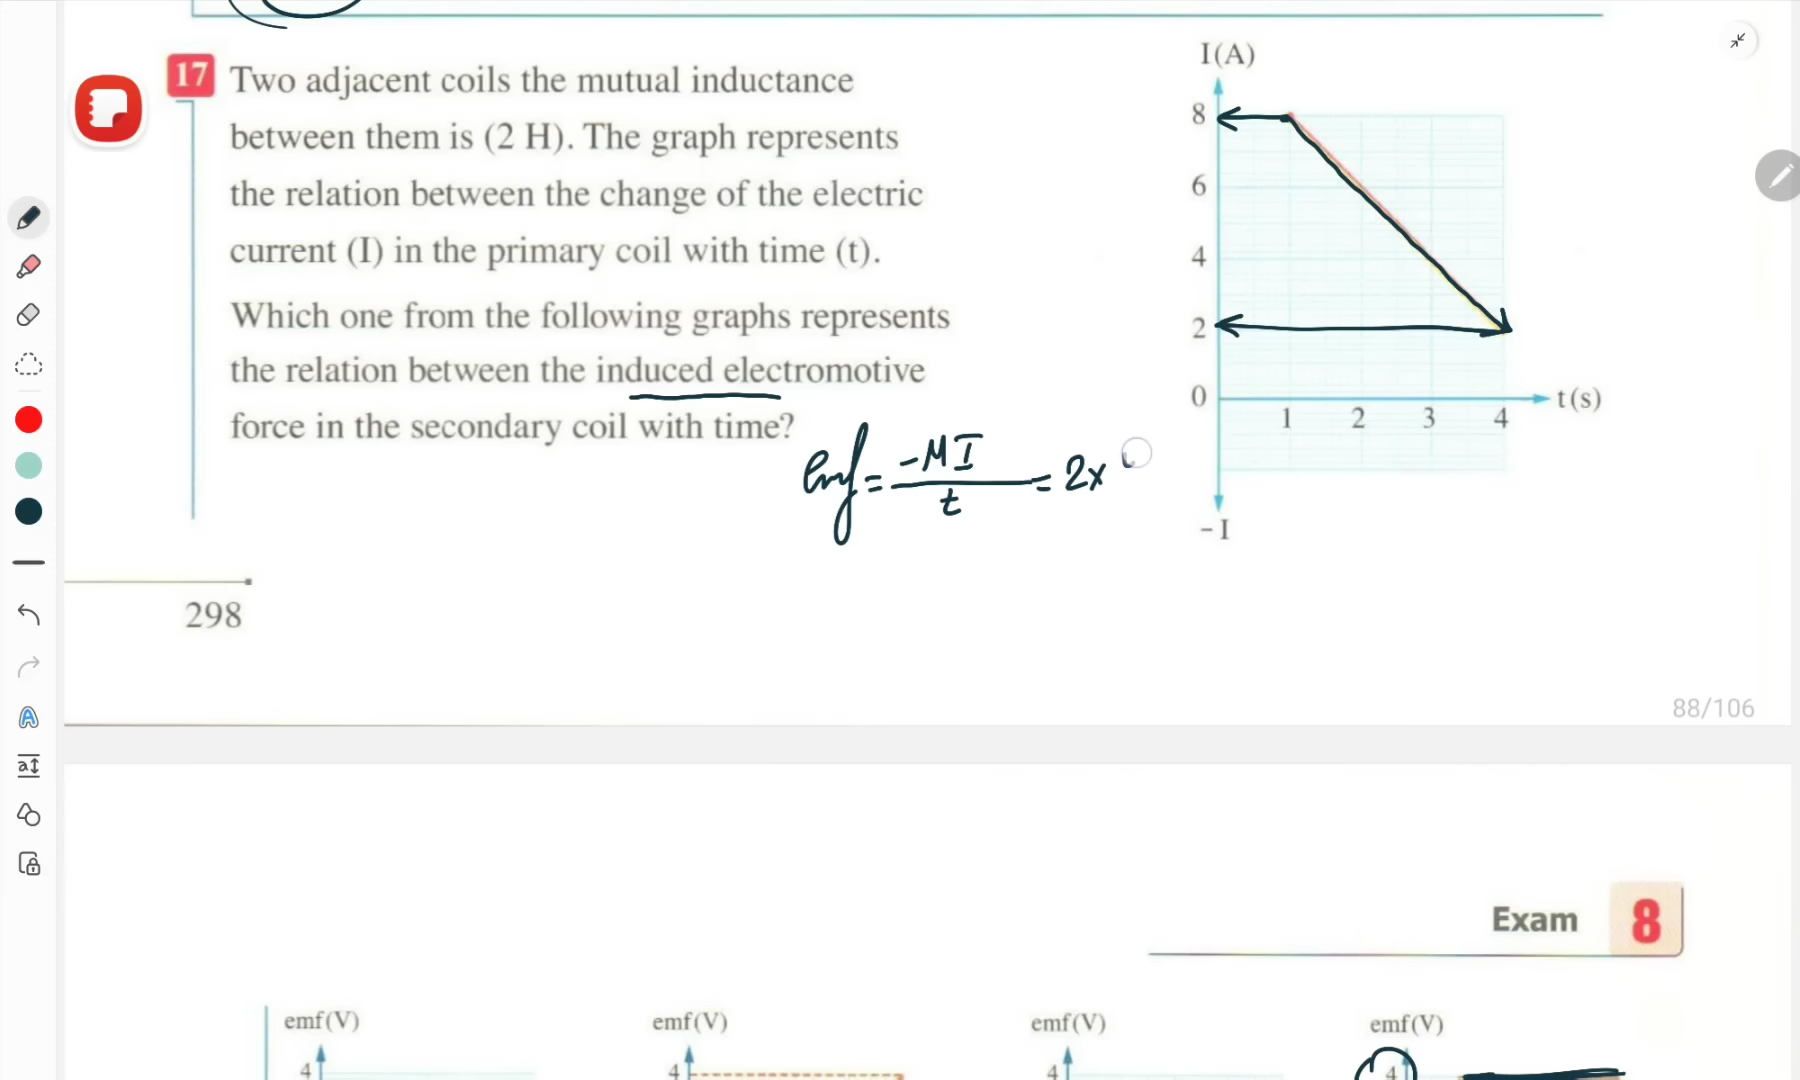 I(A)
17 Two adjacent coils the mutual inductance
between them is (2 H). The graph represents
the relation between the change of the electric
current (I) in the primary coil with time (t).
Which one from the following graphs represents
the relation between the induced electromotive
force in the secondary coil with time?
8
6
4
2
0
1 2 3 4 t(s)
-I
emf = -MI / t = 2x
298
88/106
Exam 8
emf(V) emf(V) emf(V) emf(V)
4 4 4 4